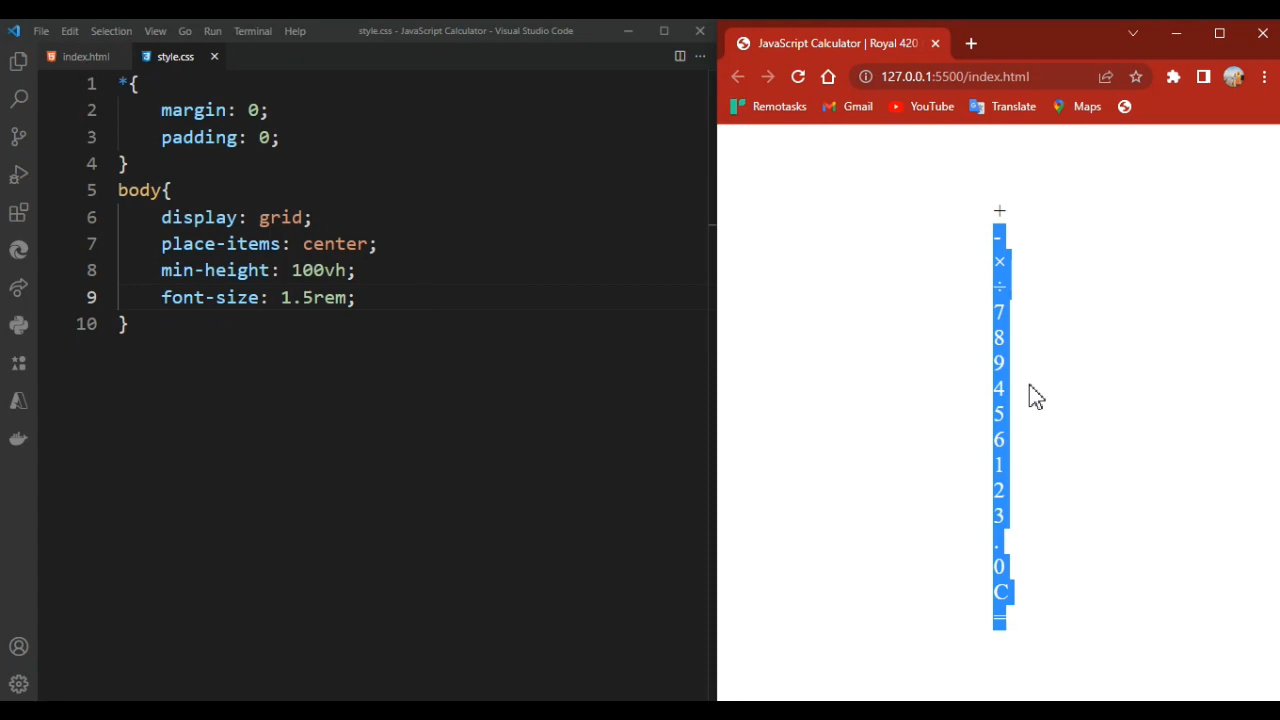 File Edit Selection View Go Run Terminal Help style.css - JavaScript Calculator - Visual Studio Code
index.html style.css
1 *{
2 margin: 0;
3 padding: 0;
4 }
5 body{
6 display: grid;
7 place-items: center;
8 min-height: 100vh;
9 font-size: 1.5rem;
10 }
JavaScript Calculator | Royal 420
127.0.0.1:5500/index.html
Remotasks Gmail YouTube Translate Maps
+
-
×
÷
7
8
9
4
5
6
1
2
3
.
0
C
=